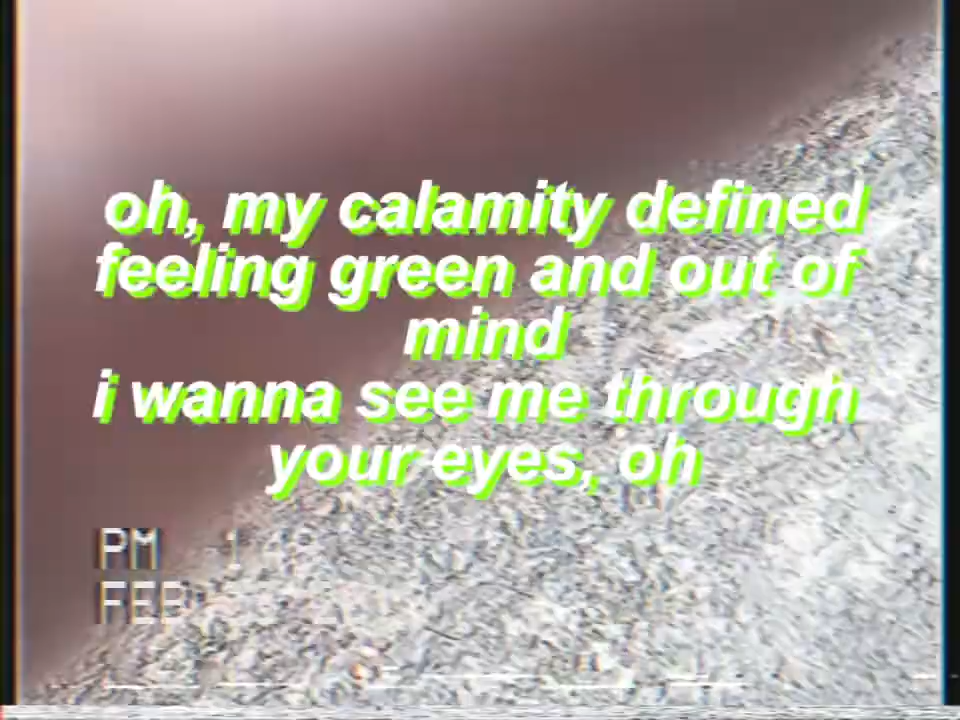 oh, my calamity defined
feeling green and out of
mind
i wanna see me through
your eyes, oh
PM
FEB